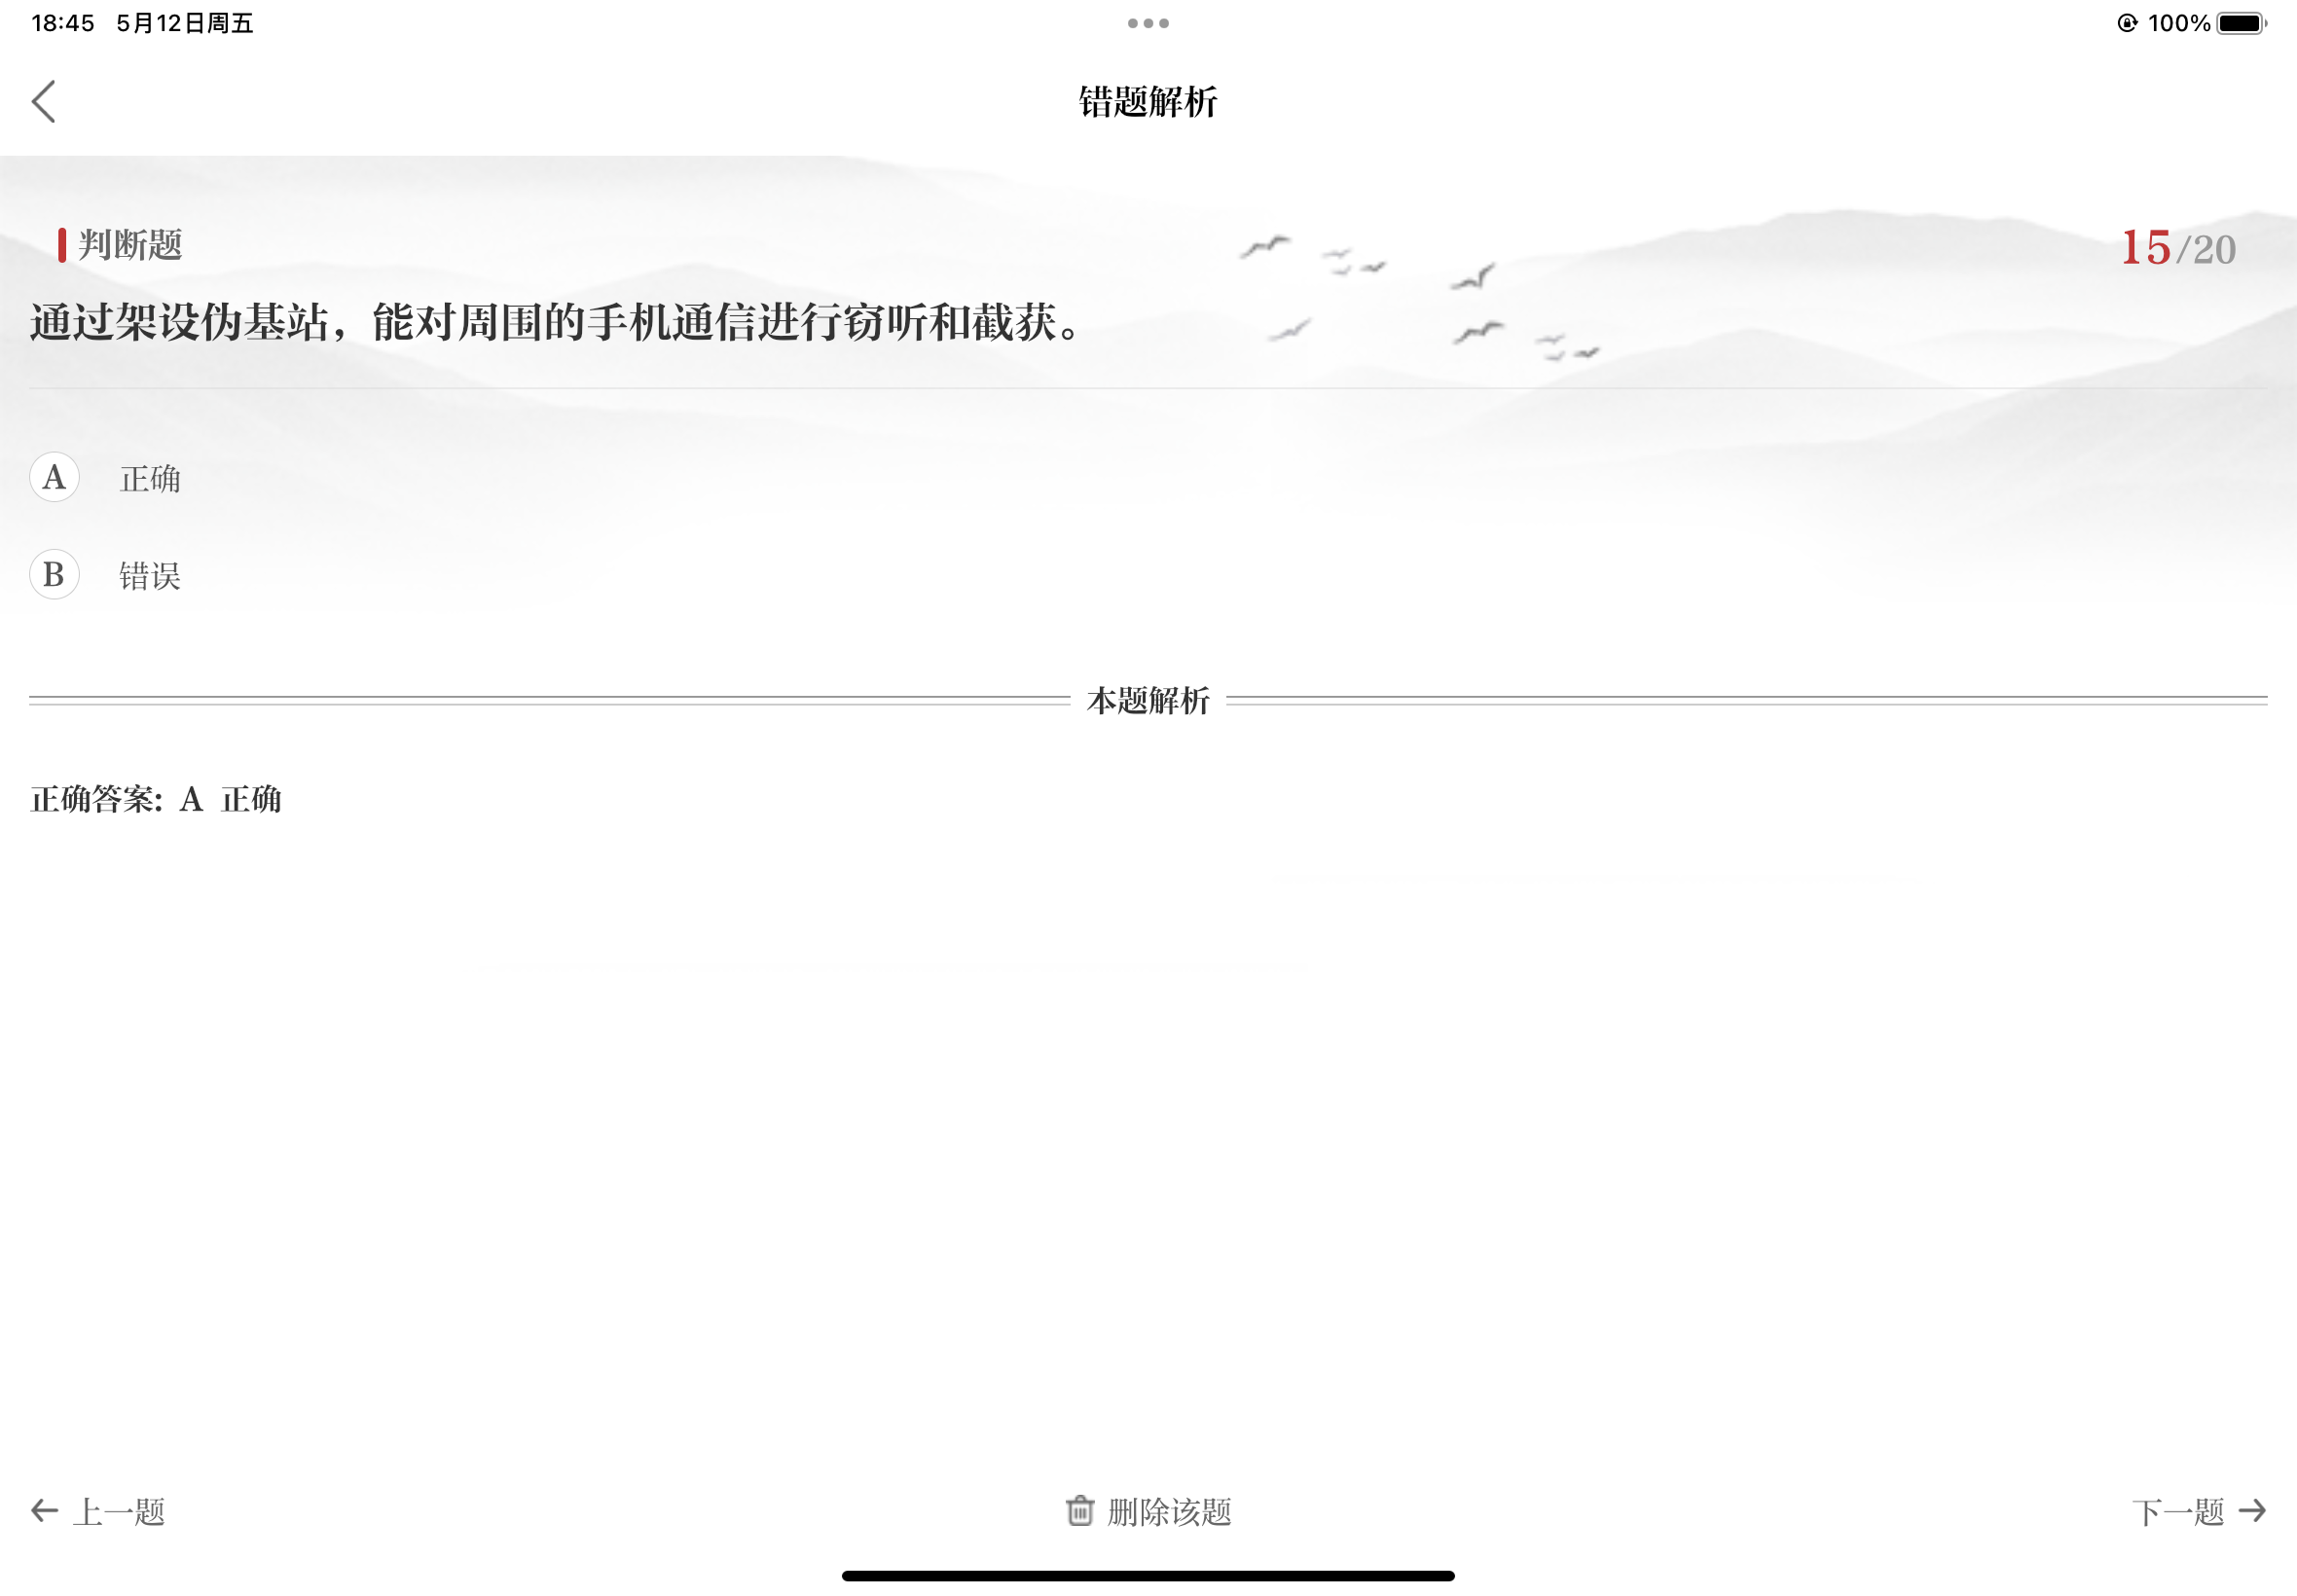 18:45 5月12日周五
100%
错题解析
判断题
15/20
通过架设伪基站，能对周围的手机通信进行窃听和截获。
A 正确
B 错误
本题解析
正确答案: A 正确
上一题
删除该题
下一题